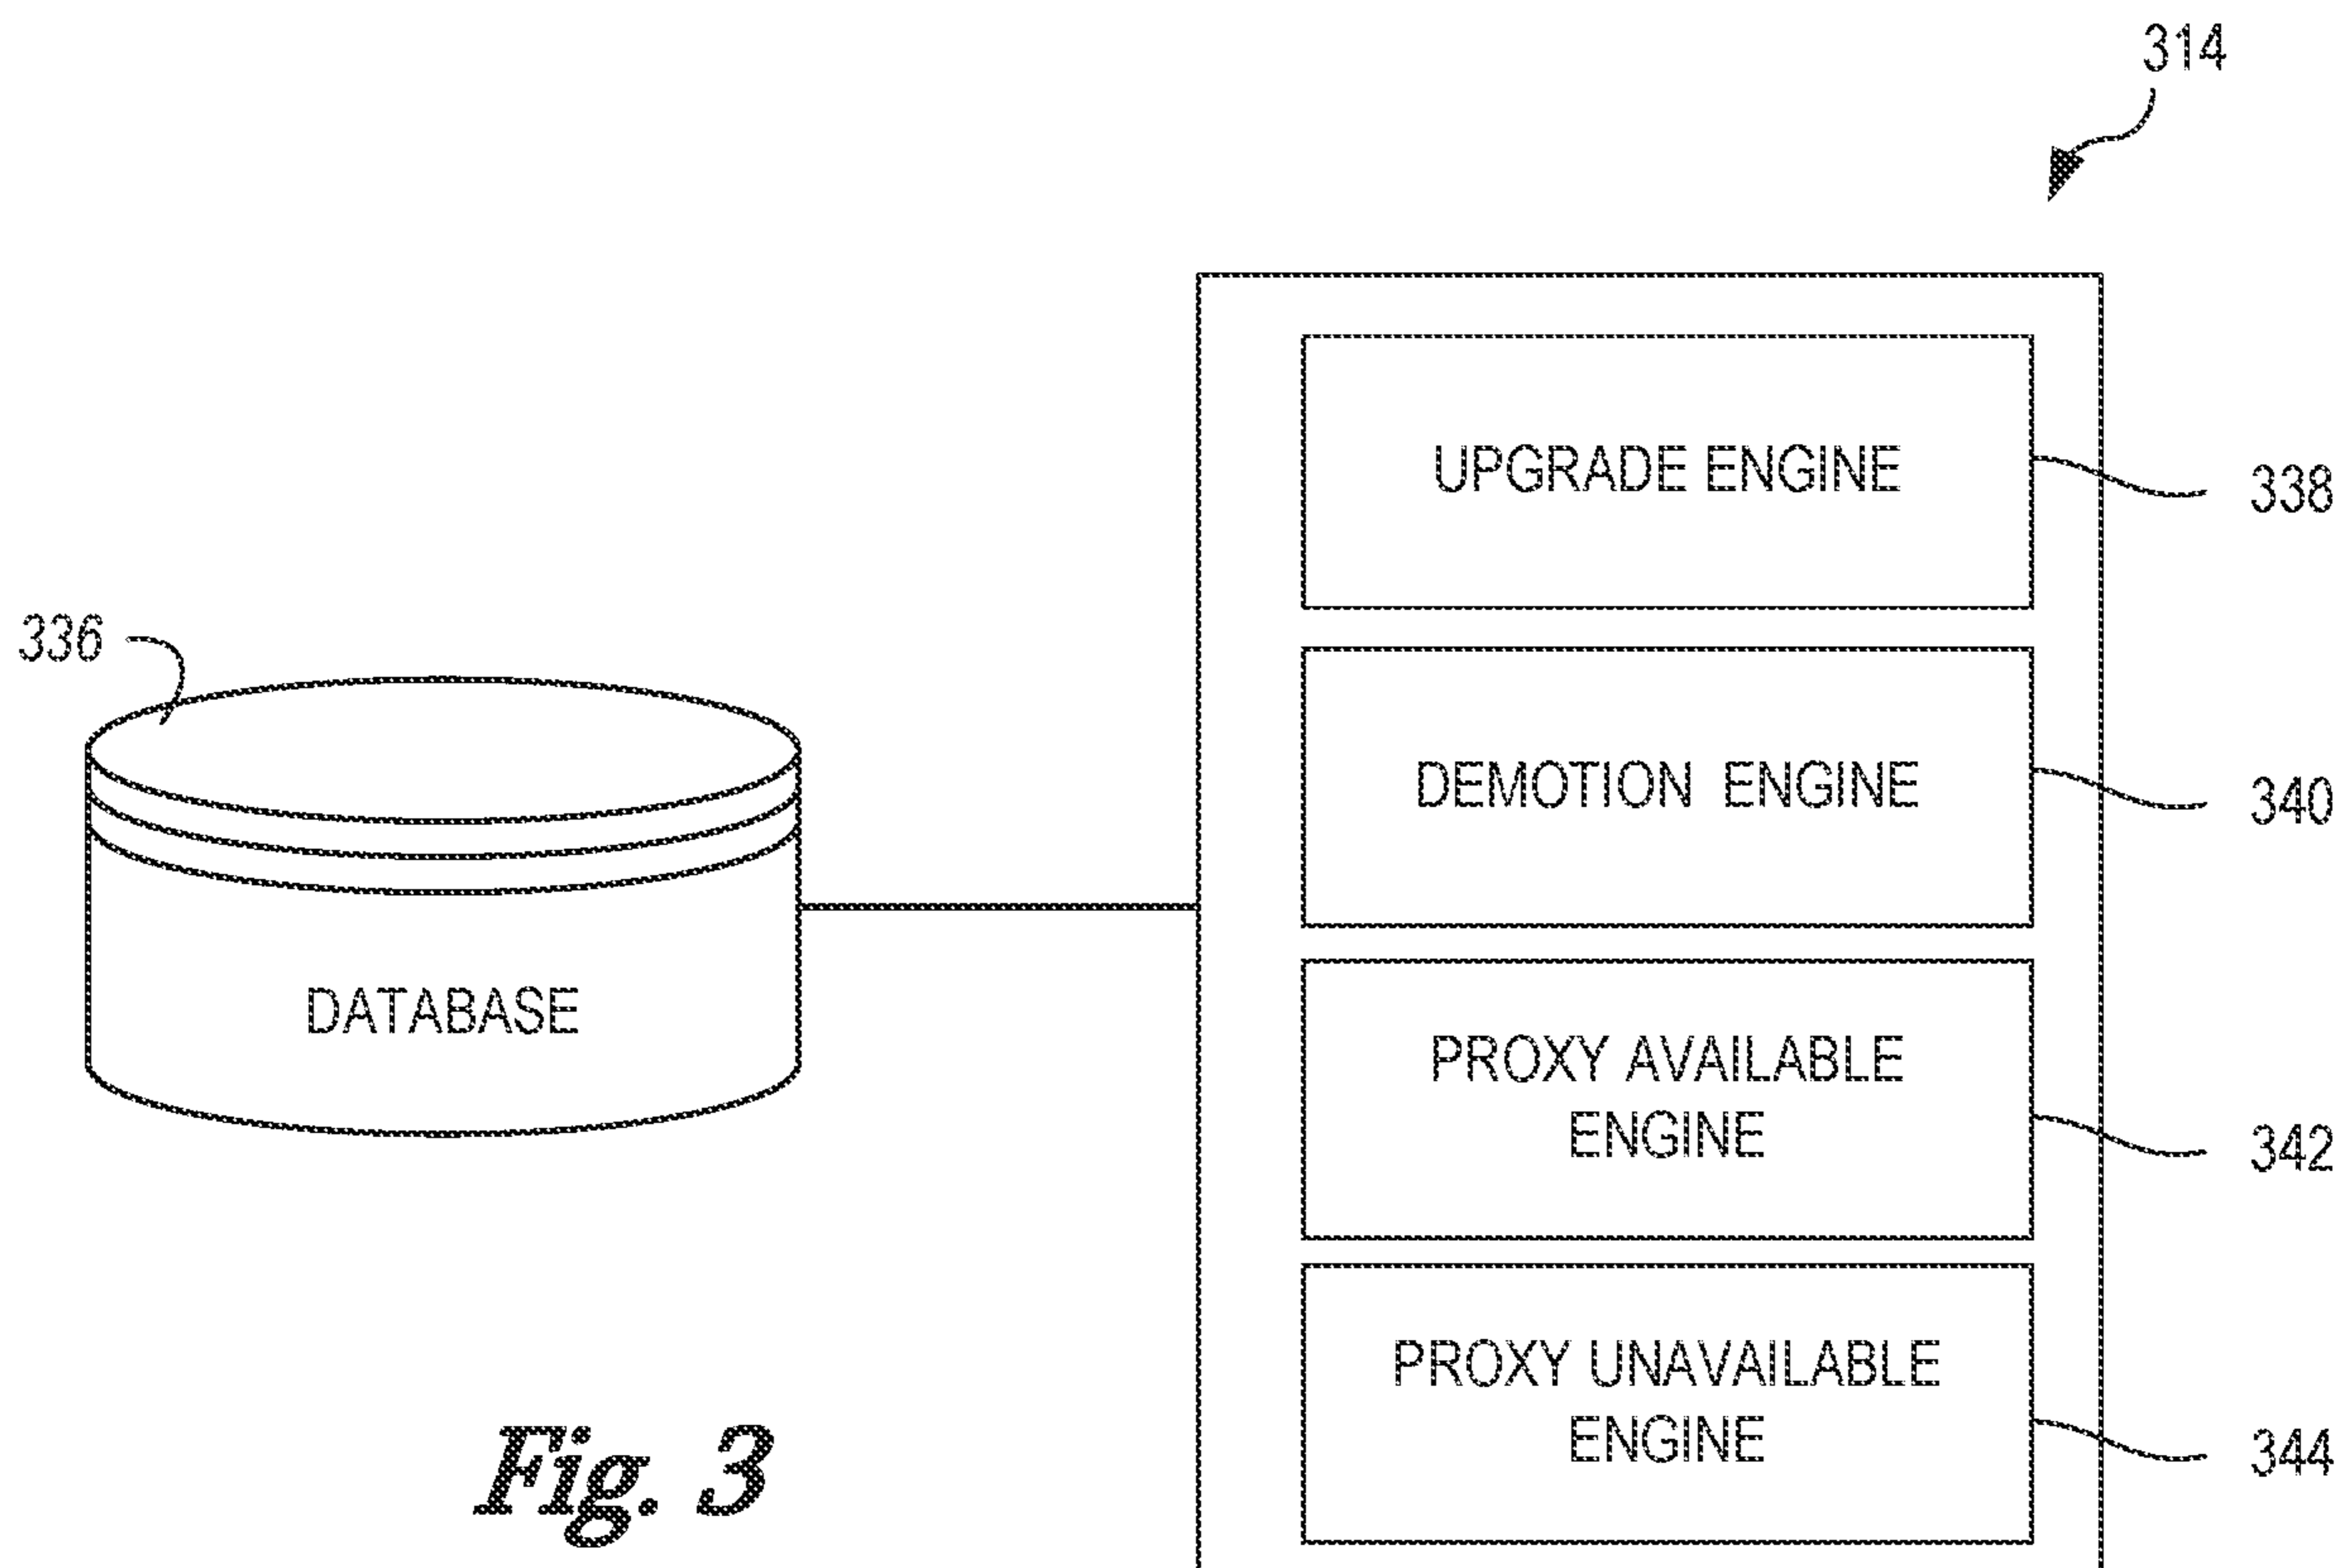 314
UPGRADE ENGINE
338
336
DEMOTION ENGINE
340
DATABASE
PROXY AVAILABLE
ENGINE
342
PROXY UNAVAILABLE
ENGINE
344
Fig. 3